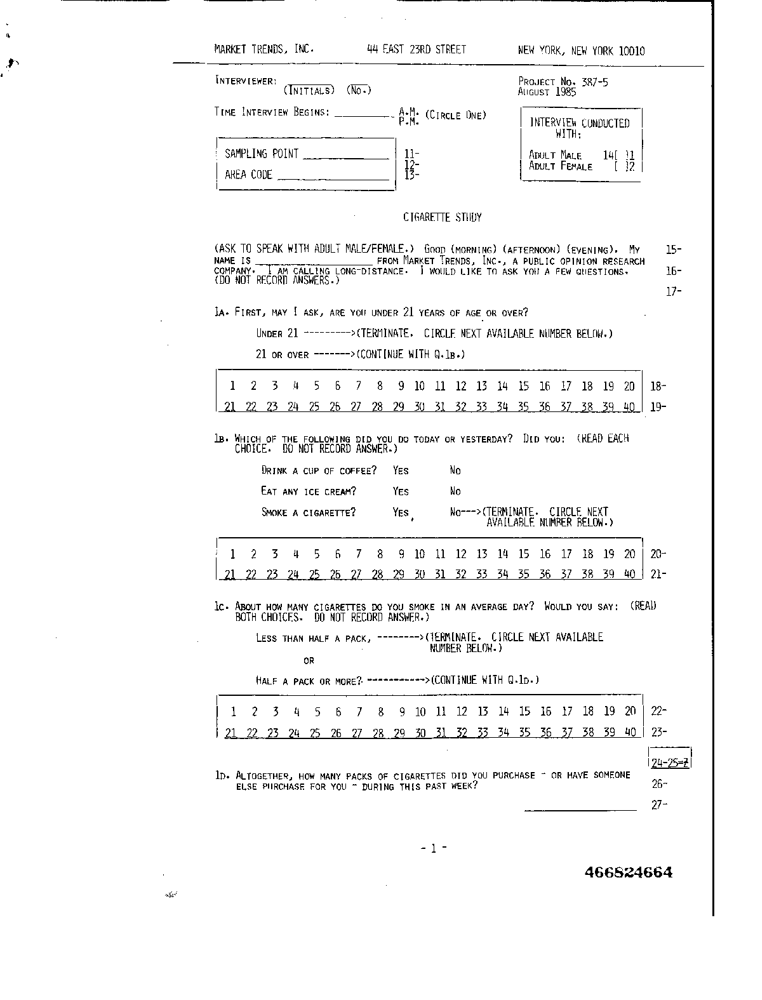 MARKET TRENDS, INC. 44 EAST 23RD STREET NEW YORK, NEW YORK 10010
INTERVIEWER: (INITIALS) (NO.)
PROJECT NO. 387-5
AUGUST 1985
TIME INTERVIEW BEGINS: __________ A.M. P.M. (CIRCLE ONE)
INTERVIEW CONDUCTED WITH:
ADULT MALE 14[ ]1
ADULT FEMALE [ ]2
SAMPLING POINT __________ 11-
12-
AREA CODE __________ 13-
CIGARETTE STUDY
(ASK TO SPEAK WITH ADULT MALE/FEMALE.) GOOD (MORNING) (AFTERNOON) (EVENING). MY 15-
NAME IS __________ FROM MARKET TRENDS, INC., A PUBLIC OPINION RESEARCH
COMPANY. I AM CALLING LONG-DISTANCE. I WOULD LIKE TO ASK YOU A FEW QUESTIONS. 16-
(DO NOT RECORD ANSWERS.)
17-
1A. FIRST, MAY I ASK, ARE YOU UNDER 21 YEARS OF AGE OR OVER?
UNDER 21 --------->(TERMINATE. CIRCLE NEXT AVAILABLE NUMBER BELOW.)
21 OR OVER ------->(CONTINUE WITH Q.1B.)
1 2 3 4 5 6 7 8 9 10 11 12 13 14 15 16 17 18 19 20 18-
21 22 23 24 25 26 27 28 29 30 31 32 33 34 35 36 37 38 39 40 19-
1B. WHICH OF THE FOLLOWING DID YOU DO TODAY OR YESTERDAY? DID YOU: (READ EACH
CHOICE. DO NOT RECORD ANSWER.)
DRINK A CUP OF COFFEE? YES NO
EAT ANY ICE CREAM? YES NO
SMOKE A CIGARETTE? YES NO--->(TERMINATE. CIRCLE NEXT
AVAILABLE NUMBER BELOW.)
1 2 3 4 5 6 7 8 9 10 11 12 13 14 15 16 17 18 19 20 20-
21 22 23 24 25 26 27 28 29 30 31 32 33 34 35 36 37 38 39 40 21-
1C. ABOUT HOW MANY CIGARETTES DO YOU SMOKE IN AN AVERAGE DAY? WOULD YOU SAY: (READ
BOTH CHOICES. DO NOT RECORD ANSWER.)
LESS THAN HALF A PACK, -------->(TERMINATE. CIRCLE NEXT AVAILABLE
NUMBER BELOW.)
OR
HALF A PACK OR MORE? ----------->(CONTINUE WITH Q.1D.)
1 2 3 4 5 6 7 8 9 10 11 12 13 14 15 16 17 18 19 20 22-
21 22 23 24 25 26 27 28 29 30 31 32 33 34 35 36 37 38 39 40 23-
24-25=Z
1D. ALTOGETHER, HOW MANY PACKS OF CIGARETTES DID YOU PURCHASE - OR HAVE SOMEONE
ELSE PURCHASE FOR YOU - DURING THIS PAST WEEK? 26-
__________ 27-
- 1 -
466824664